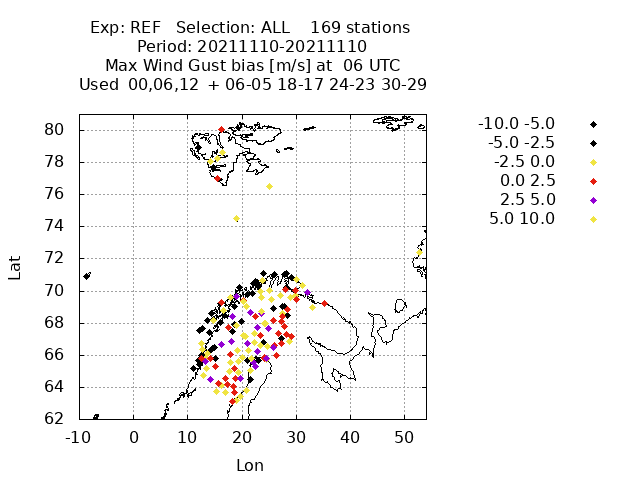 Exp: REF   Selection: ALL    169 stations
Period: 20211110-20211110
Max Wind Gust bias [m/s] at  06 UTC
Used  00,06,12  + 06-05 18-17 24-23 30-29
-10.0 -5.0
-5.0 -2.5
-2.5 0.0
0.0 2.5
2.5 5.0
5.0 10.0
80
78
76
74
72
70
68
66
64
62
Lat
-10 0 10 20 30 40 50
Lon